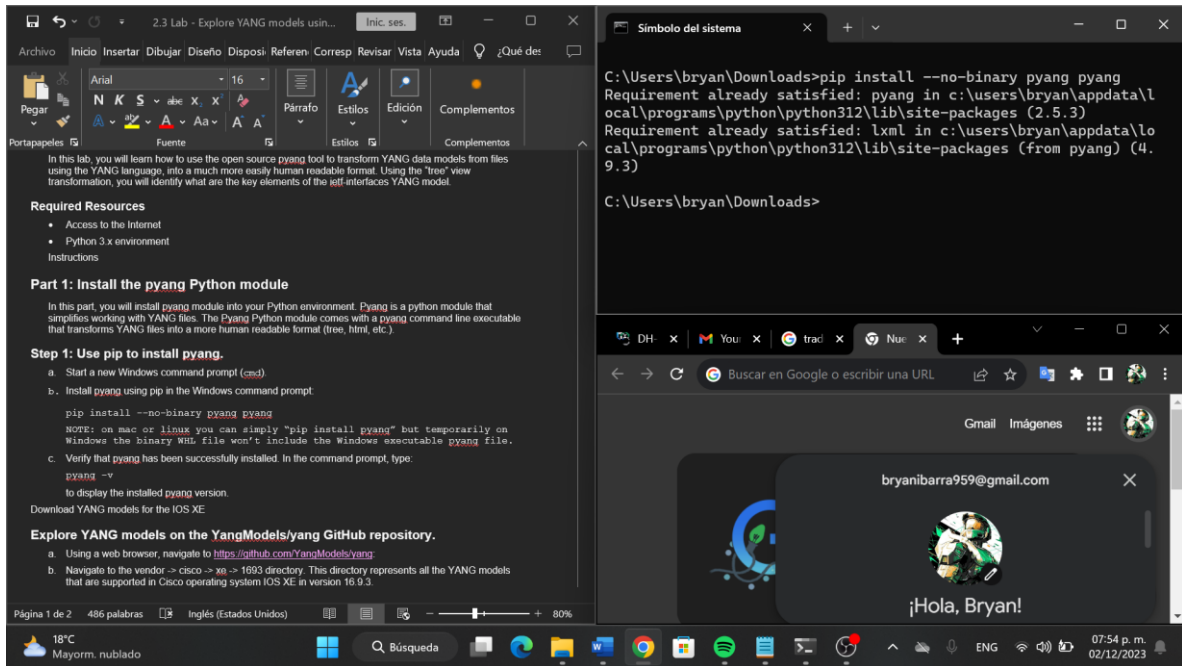 2.3 Lab - Explore YANG models usin...
Inic. ses.
Archivo Inicio Insertar Dibujar Diseño Disposi Referen Corresp Revisar Vista Ayuda ¿Qué des
Pegar
Arial
16
N K S abc x, x²
A aby A Aa A A
Párrafo
Estilos
Edición
Complementos
Portapapeles
Fuente
Estilos
Complementos
In this lab, you will learn how to use the open source pyang tool to transform YANG data models from files
using the YANG language, into a much more easily human readable format. Using the "tree" view
transformation, you will identify what are the key elements of the ietf-interfaces YANG model.
Required Resources
• Access to the Internet
• Python 3.x environment
Instructions
Part 1: Install the pyang Python module
In this part, you will install pyang module into your Python environment. Pyang is a python module that
simplifies working with YANG files. The Pyang Python module comes with a pyang command line executable
that transforms YANG files into a more human readable format (tree, html, etc.).
Step 1: Use pip to install pyang.
a. Start a new Windows command prompt (cmd).
b. Install pyang using pip in the Windows command prompt:
pip install --no-binary pyang pyang
NOTE: on mac or linux you can simply "pip install pyang" but temporarily on
Windows the binary WHL file won't include the Windows executable pyang file.
c. Verify that pyang has been successfully installed. In the command prompt, type:
pyang -v
to display the installed pyang version.
Download YANG models for the IOS XE
Explore YANG models on the YangModels/yang GitHub repository.
a. Using a web browser, navigate to https://github.com/YangModels/yang:
b. Navigate to the vendor -> cisco -> xe -> 1693 directory. This directory represents all the YANG models
that are supported in Cisco operating system IOS XE in version 16.9.3.
Página 1 de 2 486 palabras Inglés (Estados Unidos) 80%
Símbolo del sistema
C:\Users\bryan\Downloads>pip install --no-binary pyang pyang
Requirement already satisfied: pyang in c:\users\bryan\appdata\l
ocal\programs\python\python312\lib\site-packages (2.5.3)
Requirement already satisfied: lxml in c:\users\bryan\appdata\lo
cal\programs\python\python312\lib\site-packages (from pyang) (4.
9.3)
C:\Users\bryan\Downloads>
DH- You trad Nue
Buscar en Google o escribir una URL
Gmail Imágenes
bryanibarra959@gmail.com
¡Hola, Bryan!
18°C
Mayorm. nublado
Búsqueda
ENG
07:54 p. m.
02/12/2023